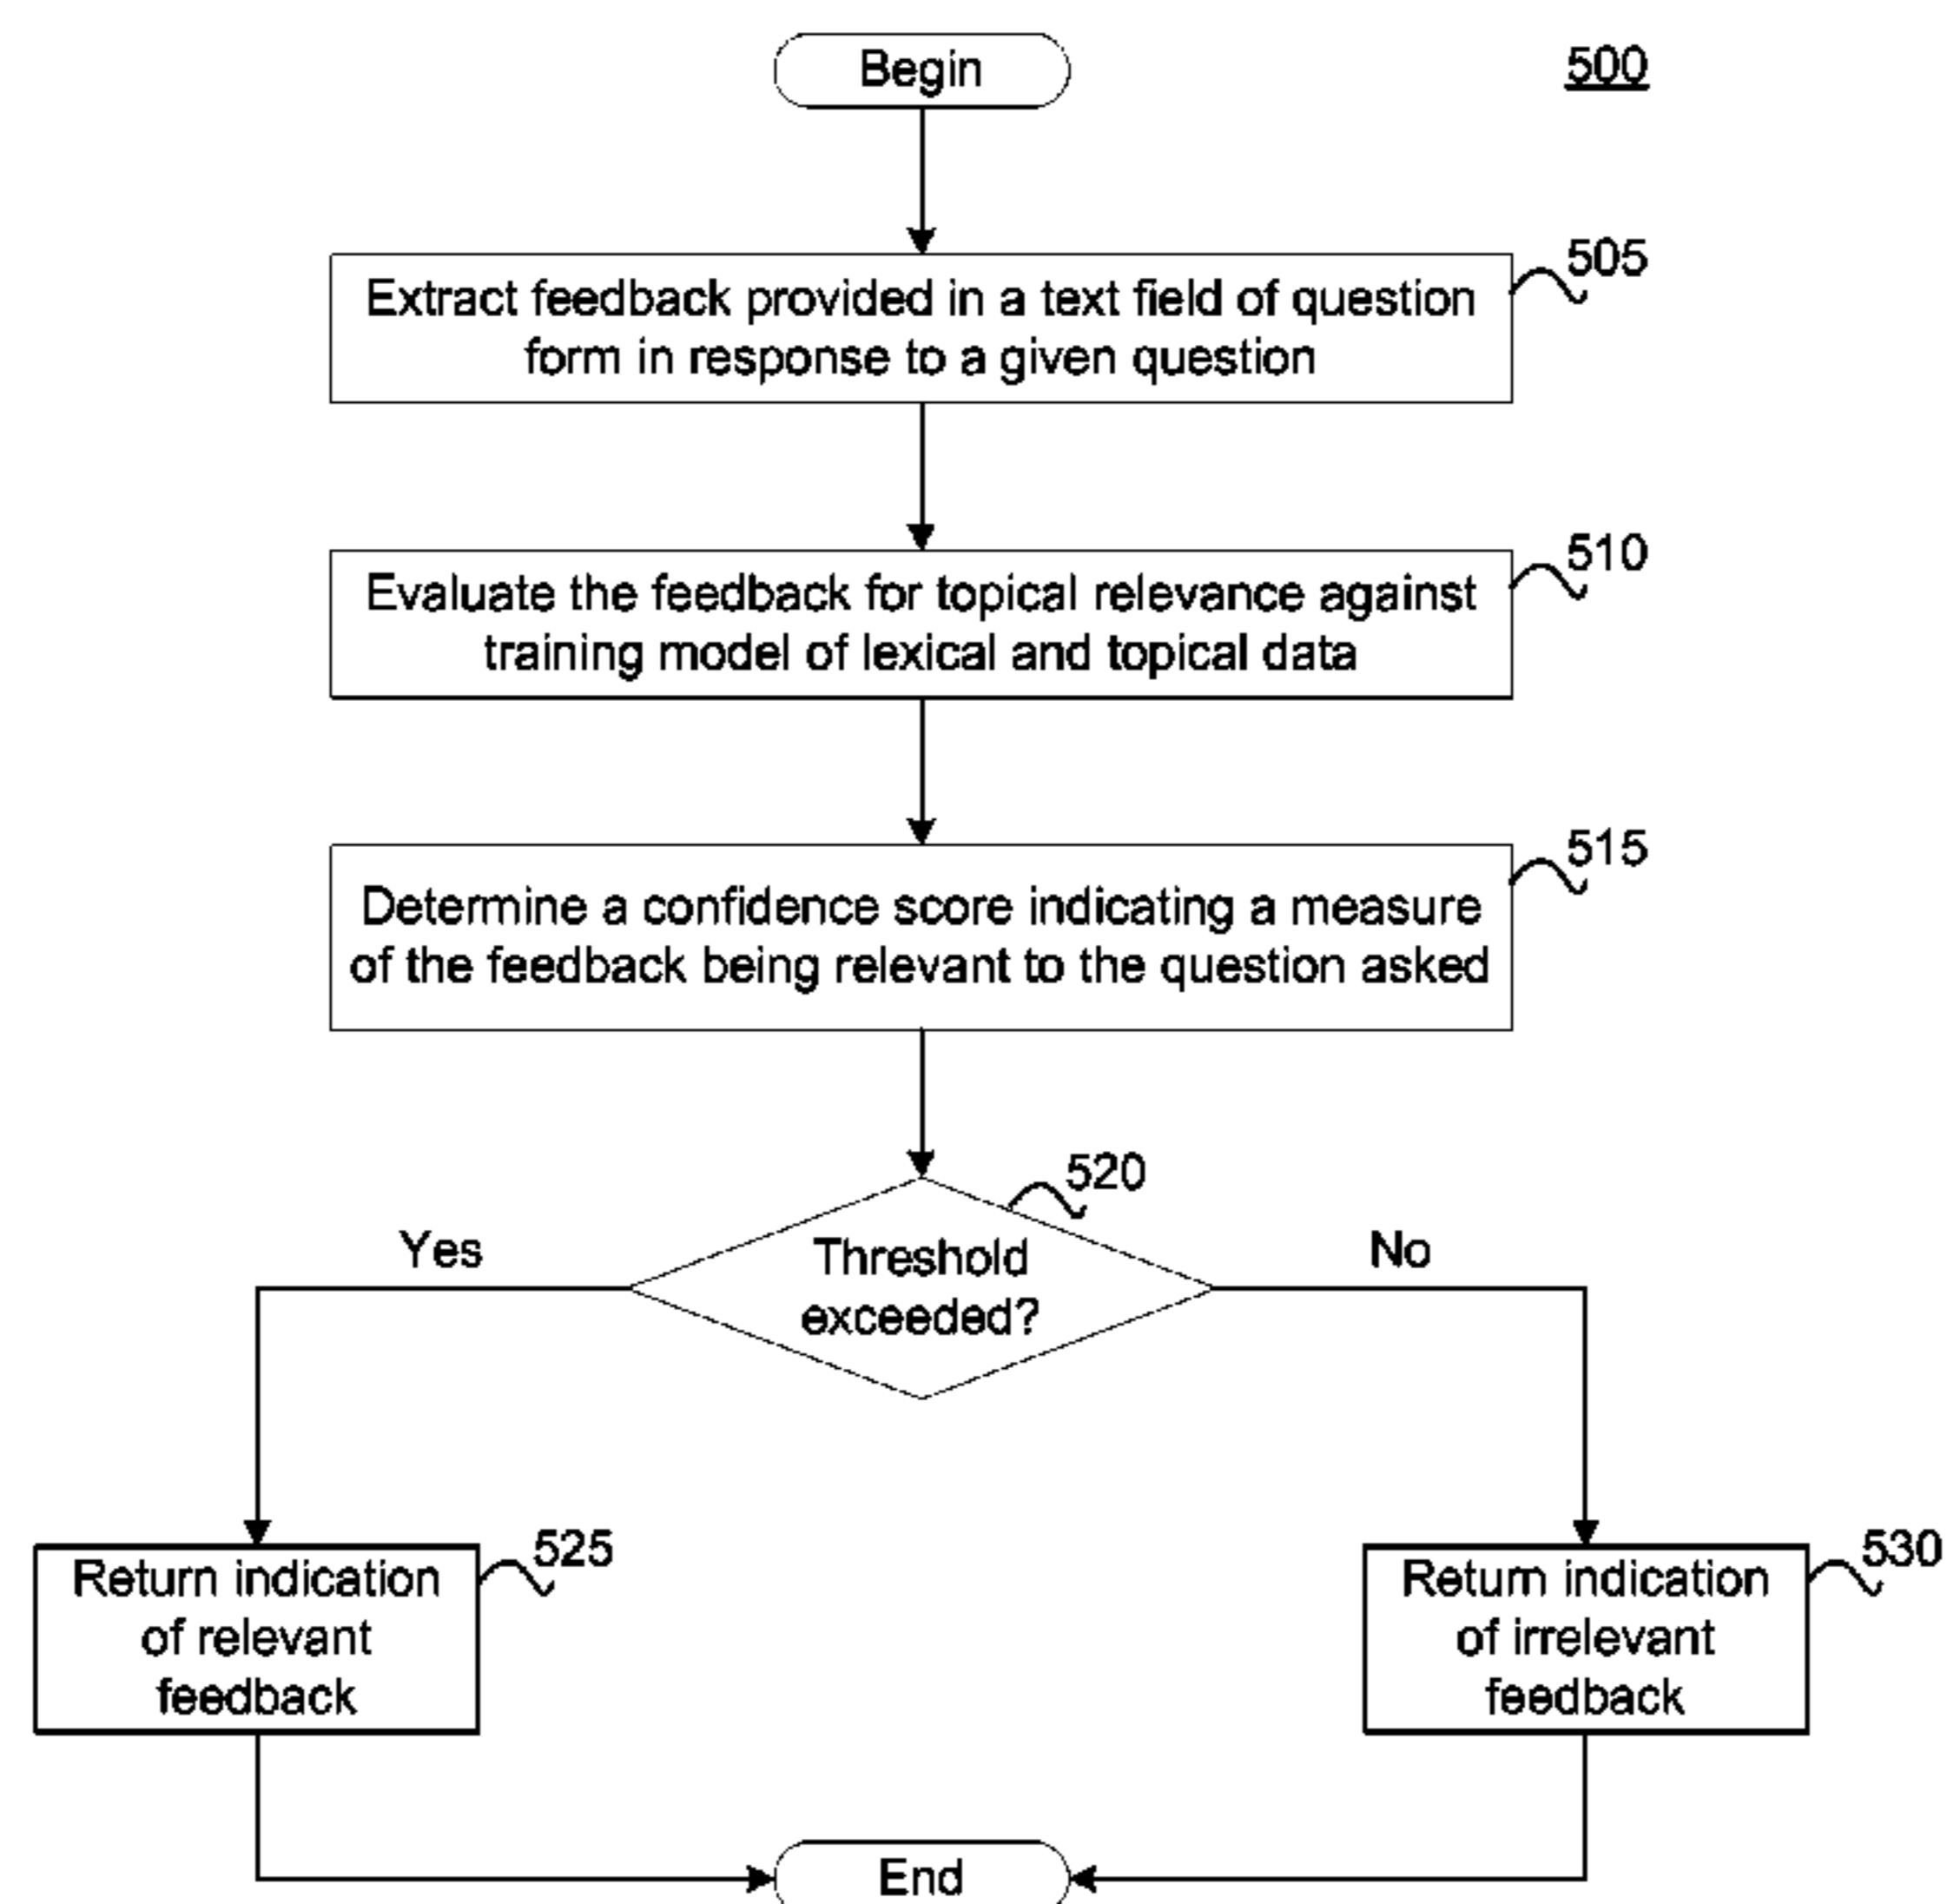 Begin
500
505
Extract feedback provided in a text field of question
form in response to a given question
510
Evaluate the feedback for topical relevance against
training model of lexical and topical data
515
Determine a confidence score indicating a measure
of the feedback being relevant to the question asked
520
Yes
Threshold
exceeded?
No
525
Return indication
of relevant
feedback
530
Return indication
of irrelevant
feedback
End